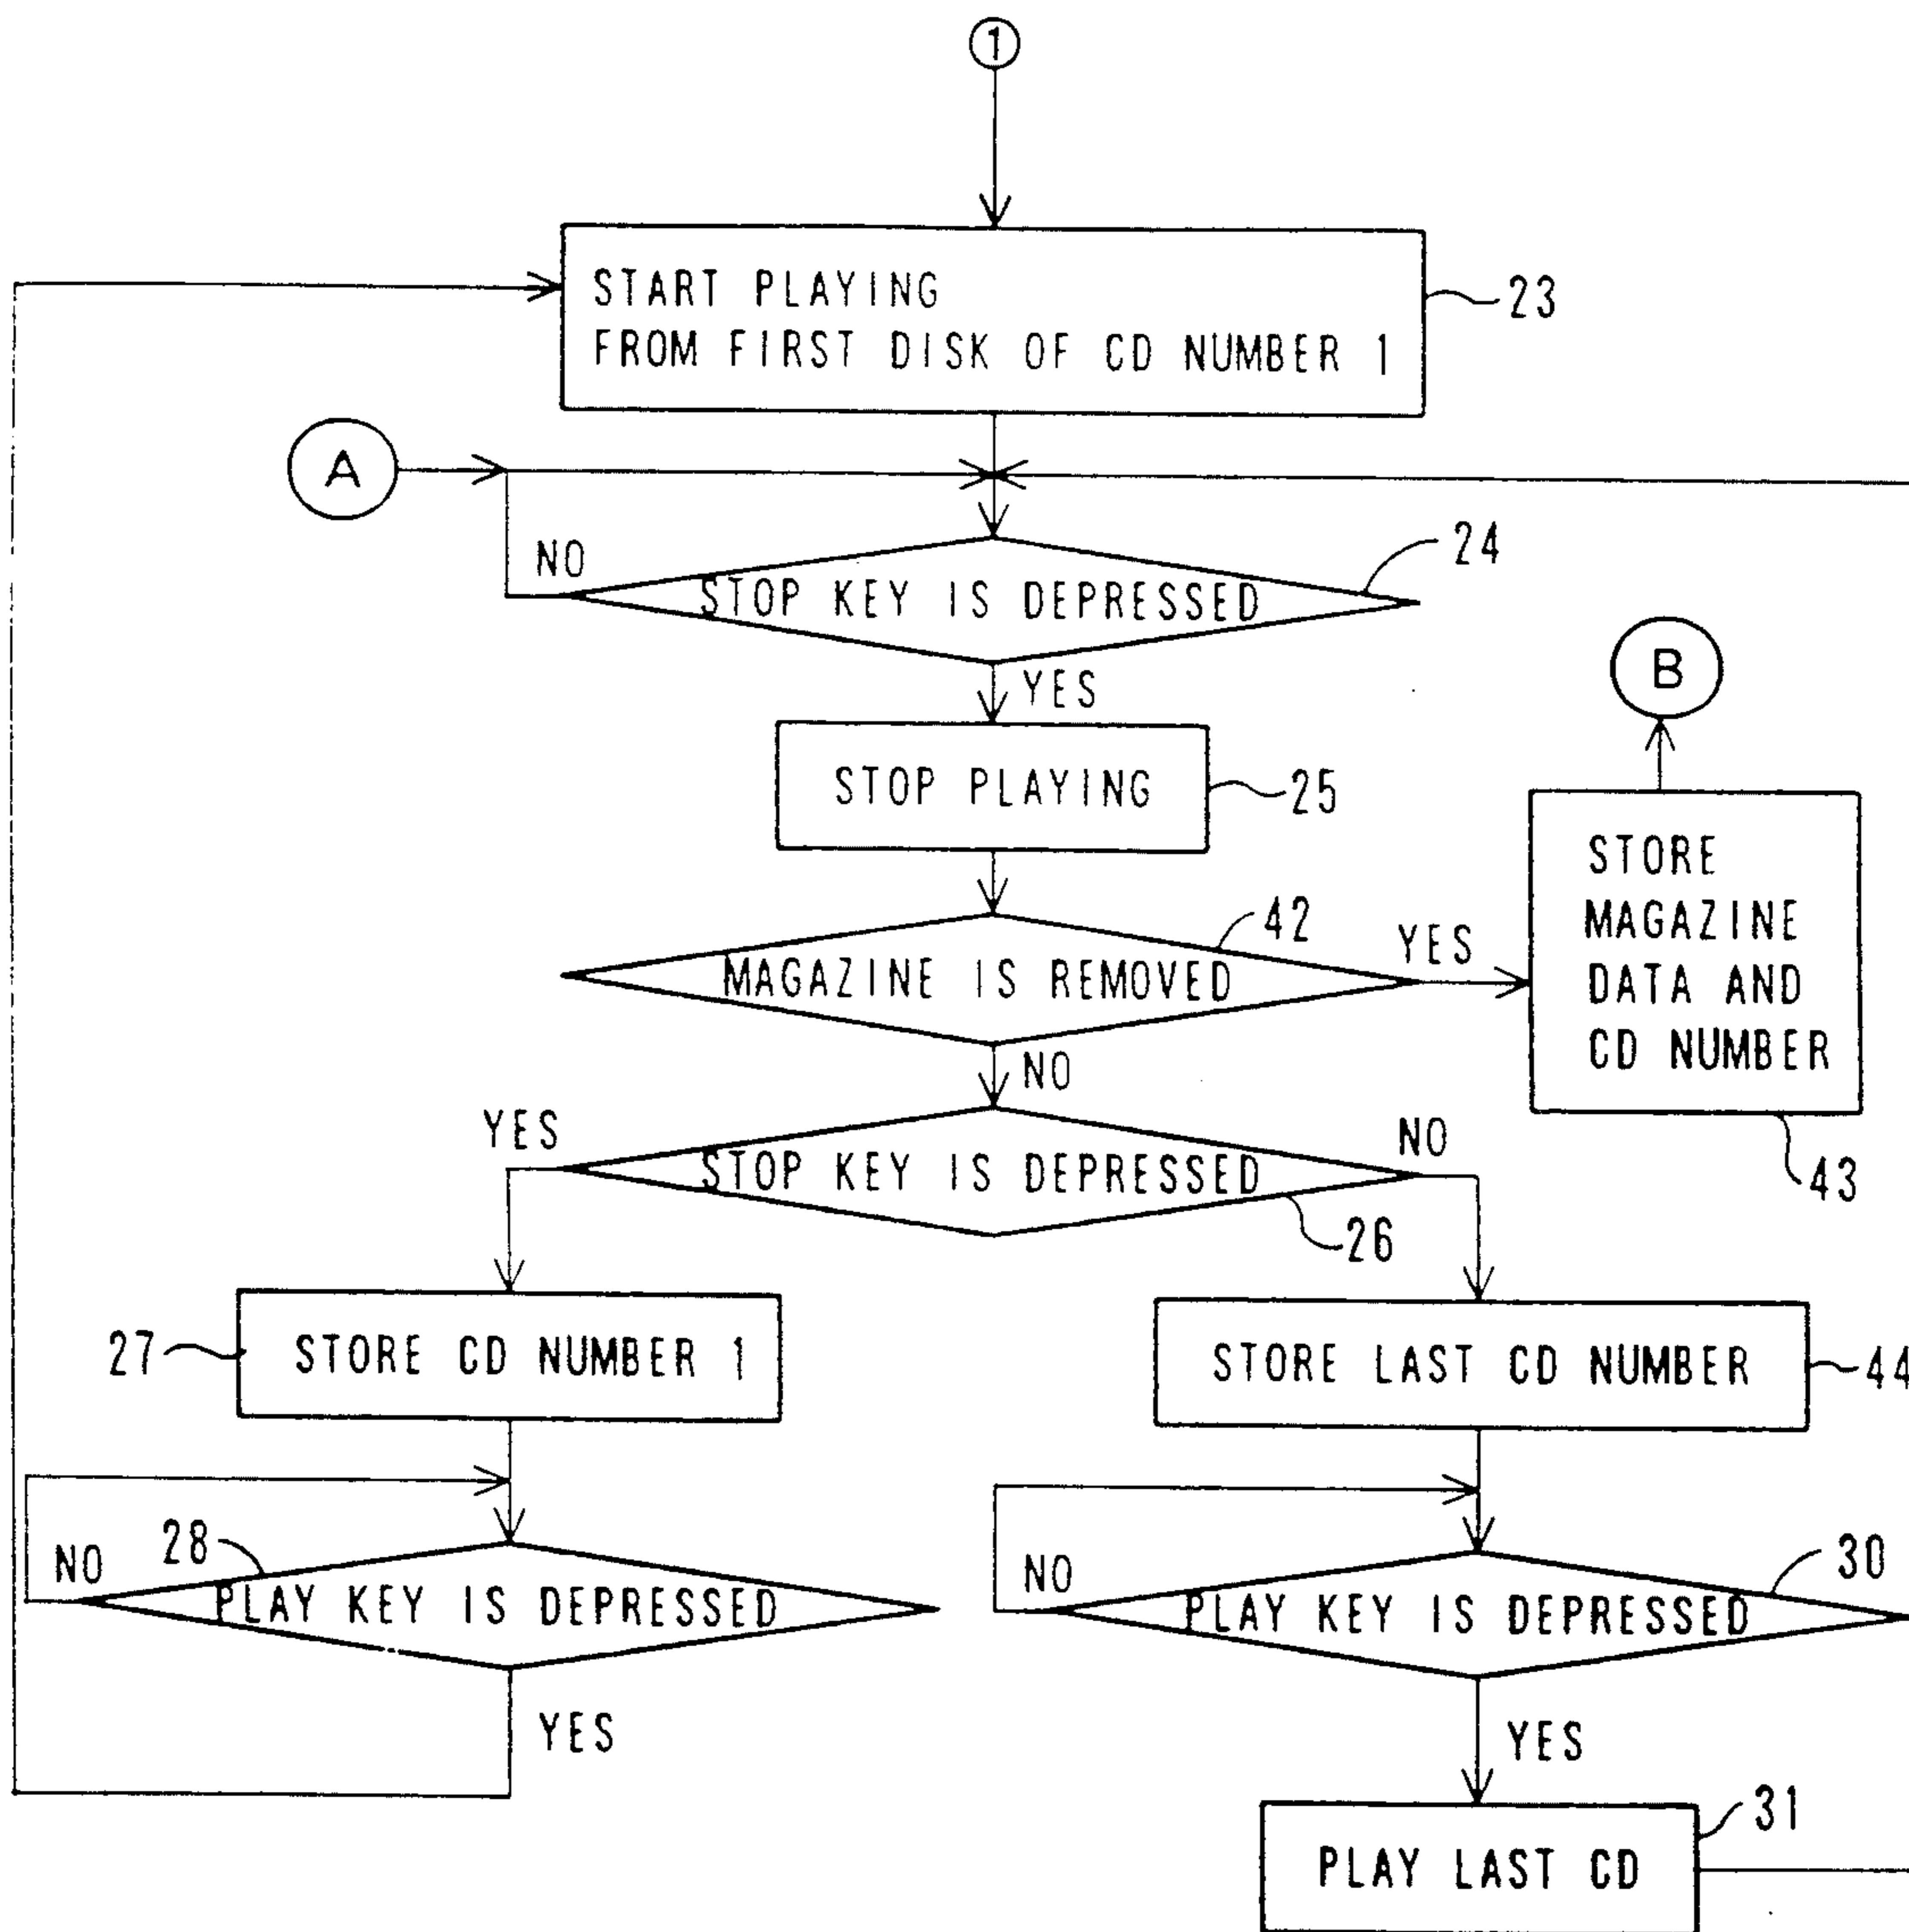 1
START PLAYING
FROM FIRST DISK OF CD NUMBER 1
23
A
NO
STOP KEY IS DEPRESSED
24
YES
B
STOP PLAYING
25
STORE
MAGAZINE
DATA AND
CD NUMBER
43
MAGAZINE IS REMOVED
42
YES
NO
YES
STOP KEY IS DEPRESSED
NO
26
27
STORE CD NUMBER 1
STORE LAST CD NUMBER
44
NO
28
PLAY KEY IS DEPRESSED
YES
NO
30
PLAY KEY IS DEPRESSED
YES
31
PLAY LAST CD